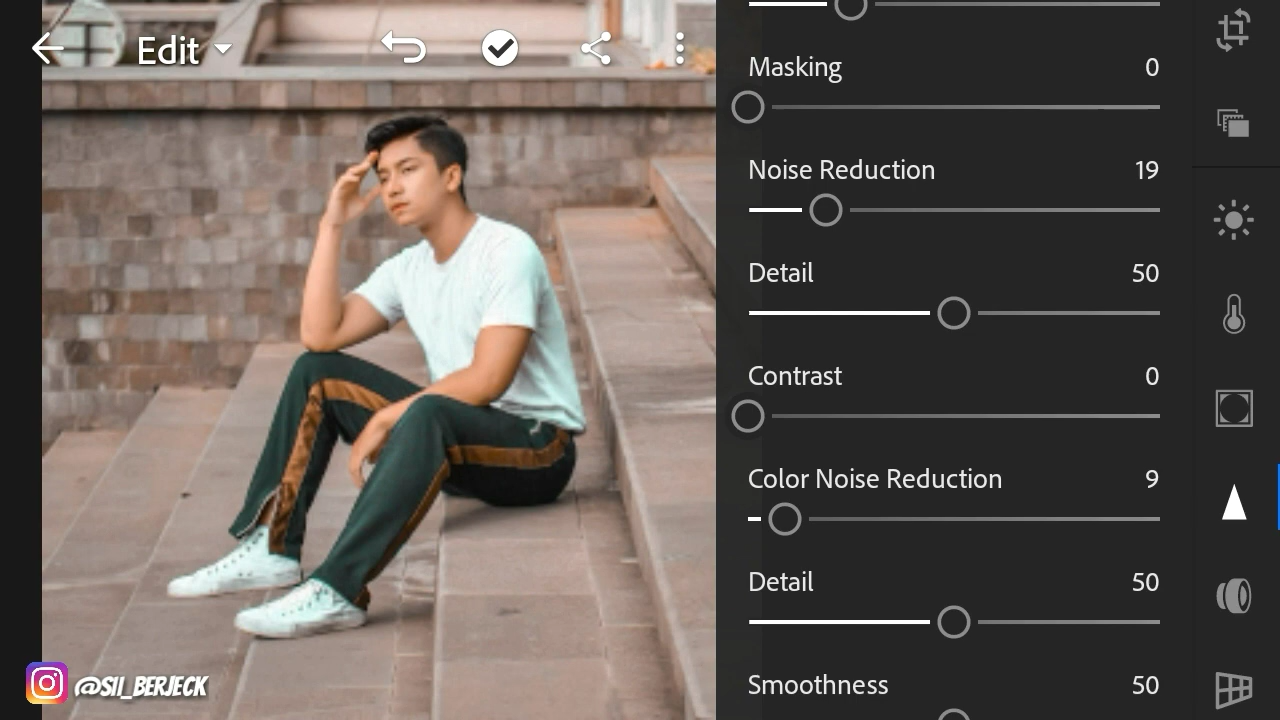 Edit
Masking 0
Noise Reduction 19
Detail 50
Contrast 0
Color Noise Reduction 9
Detail 50
Smoothness 50
@SII_BERJECK